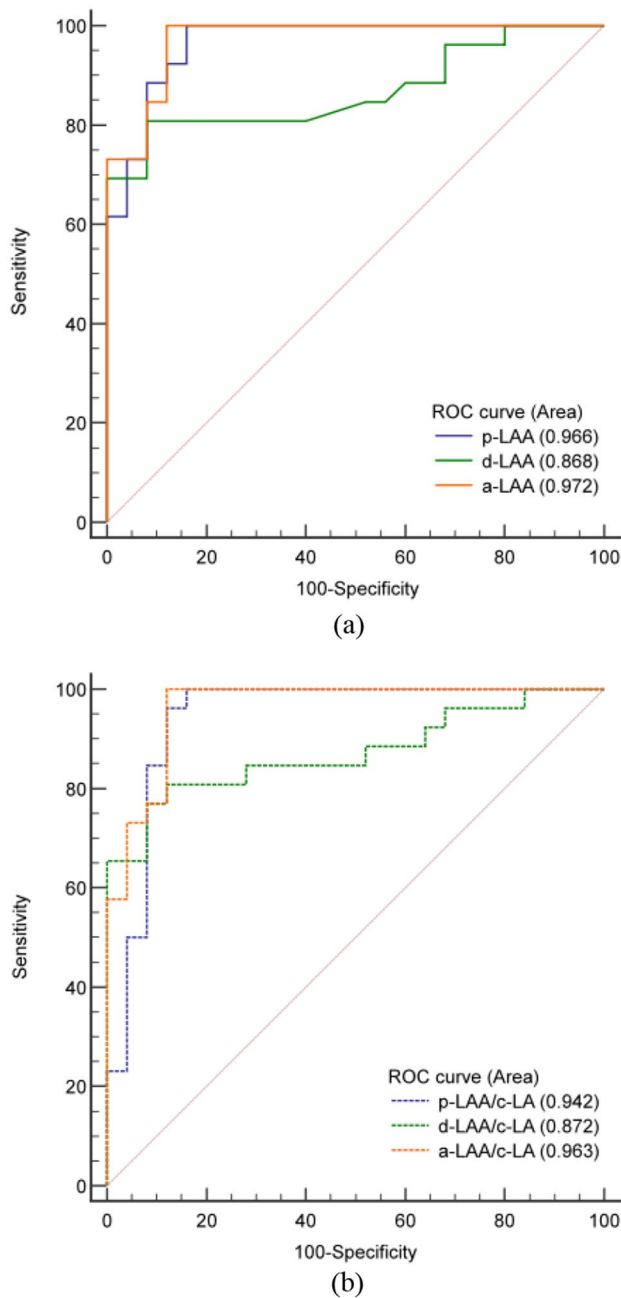 100
80
60
40
20
0
Sensitivity
ROC curve (Area)
p-LAA (0.966)
d-LAA (0.868)
a-LAA (0.972)
0 20 40 60 80 100
100-Specificity
(a)
100
80
60
40
20
0
Sensitivity
ROC curve (Area)
p-LAA/c-LA (0.942)
d-LAA/c-LA (0.872)
a-LAA/c-LA (0.963)
0 20 40 60 80 100
100-Specificity
(b)